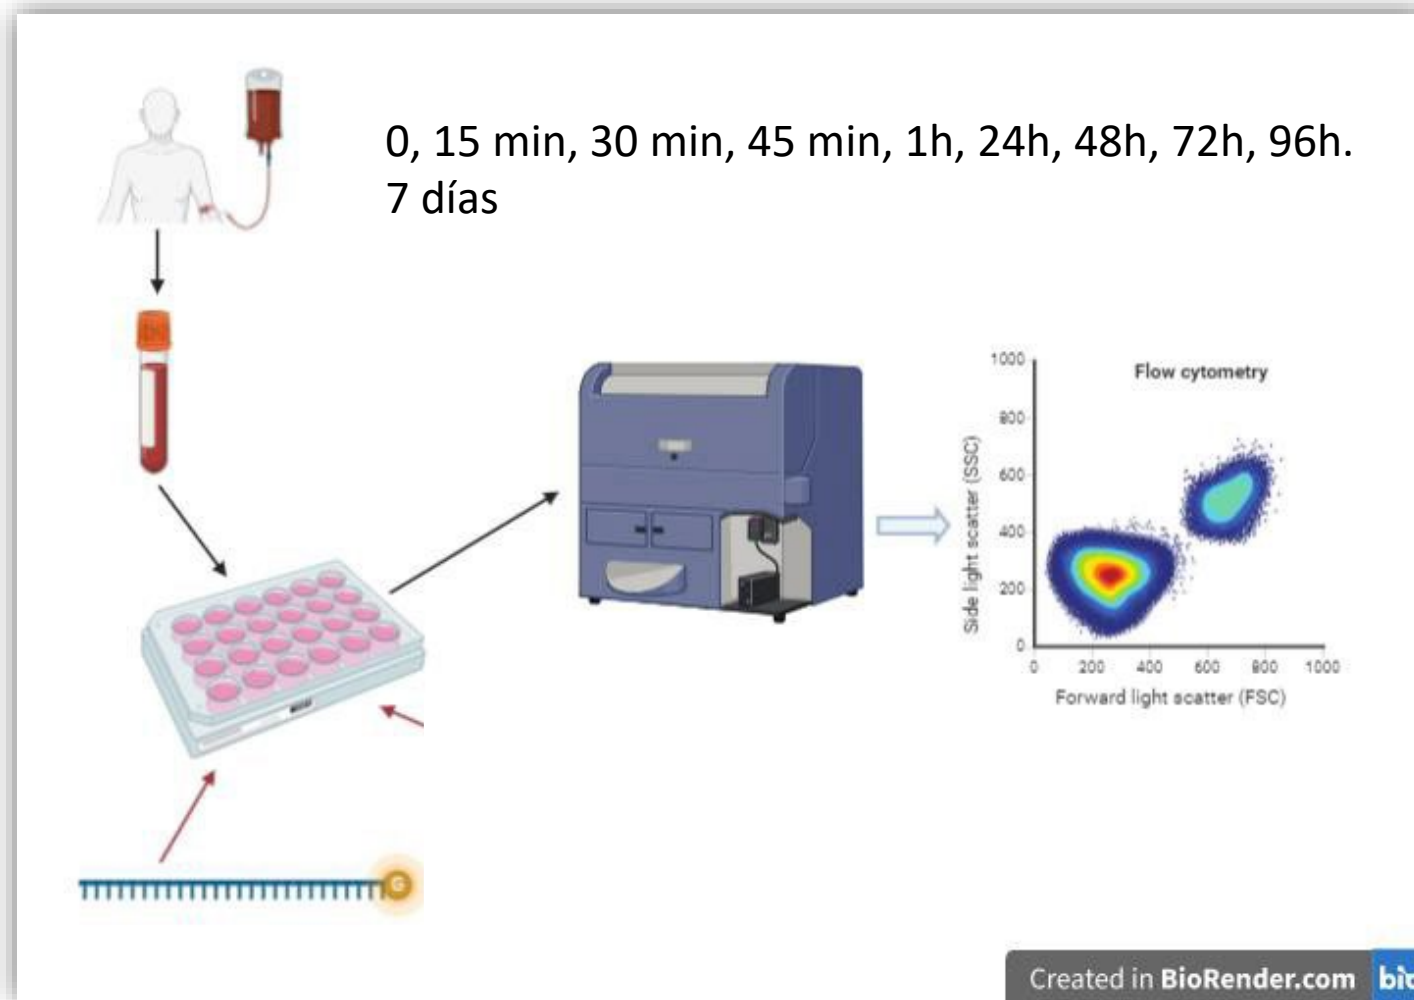 0, 15 min, 30 min, 45 min, 1h, 24h, 48h, 72h, 96h.
7 días
Flow cytometry
1000
800
600
400
200
0
Side light scatter (SSC)
0 200 400 600 800 1000
Forward light scatter (FSC)
G
Created in BioRender.com